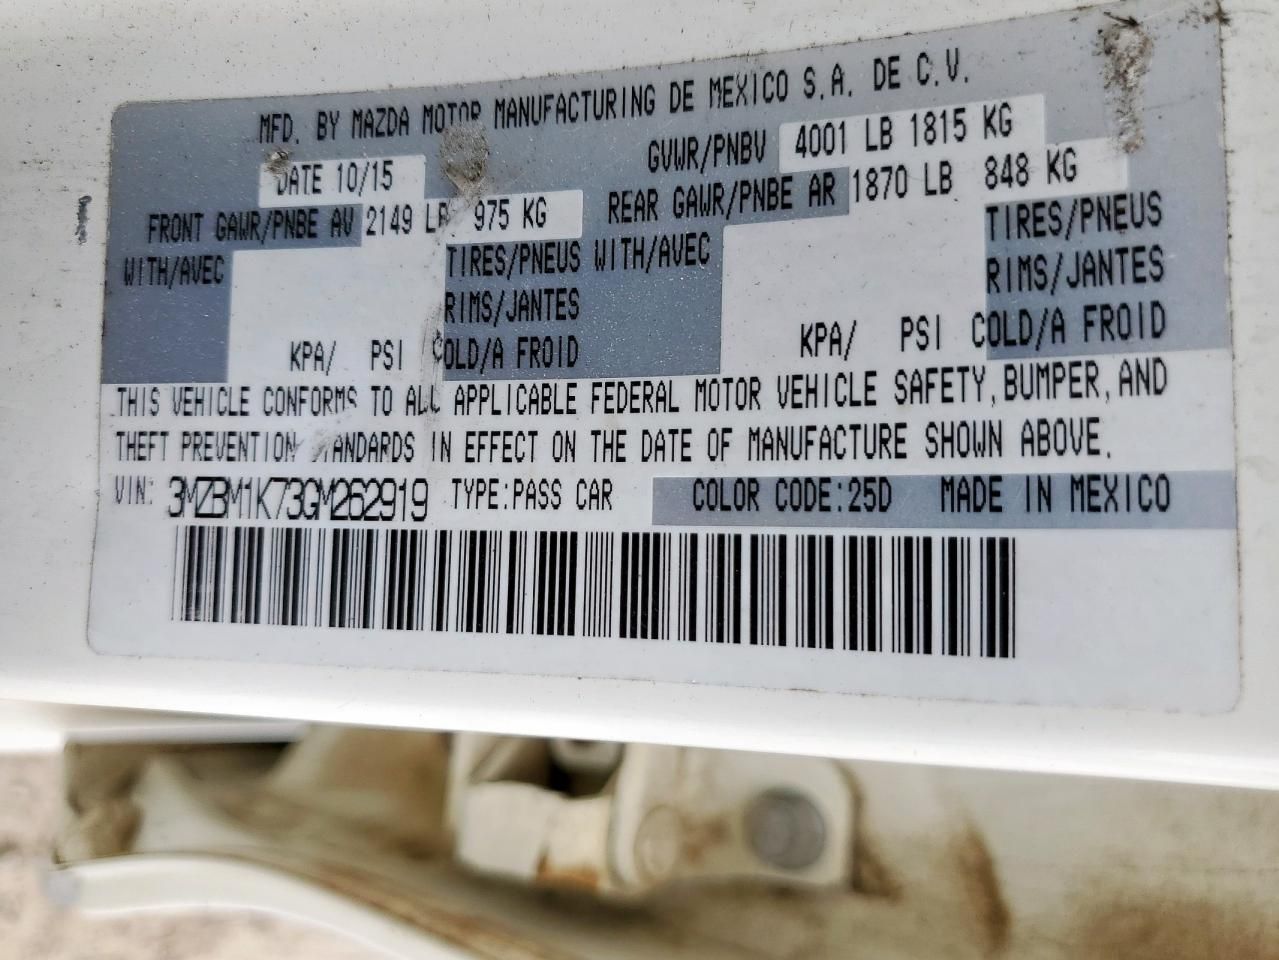 MFD. BY MAZDA MOTOR MANUFACTURING DE MEXICO S.A. DE C.V.
DATE 10/15 GVWR/PNBV 4001 LB 1815 KG
FRONT GAWR/PNBE AV 2149 LB 975 KG REAR GAWR/PNBE AR 1870 LB 848 KG
WITH/AVEC TIRES/PNEUS WITH/AVEC TIRES/PNEUS
RIMS/JANTES RIMS/JANTES
KPA/ PSI COLD/A FROID KPA/ PSI COLD/A FROID
THIS VEHICLE CONFORMS TO ALL APPLICABLE FEDERAL MOTOR VEHICLE SAFETY, BUMPER, AND
THEFT PREVENTION STANDARDS IN EFFECT ON THE DATE OF MANUFACTURE SHOWN ABOVE.
VIN: 3MZBM1K73GM262919 TYPE:PASS CAR COLOR CODE:25D MADE IN MEXICO